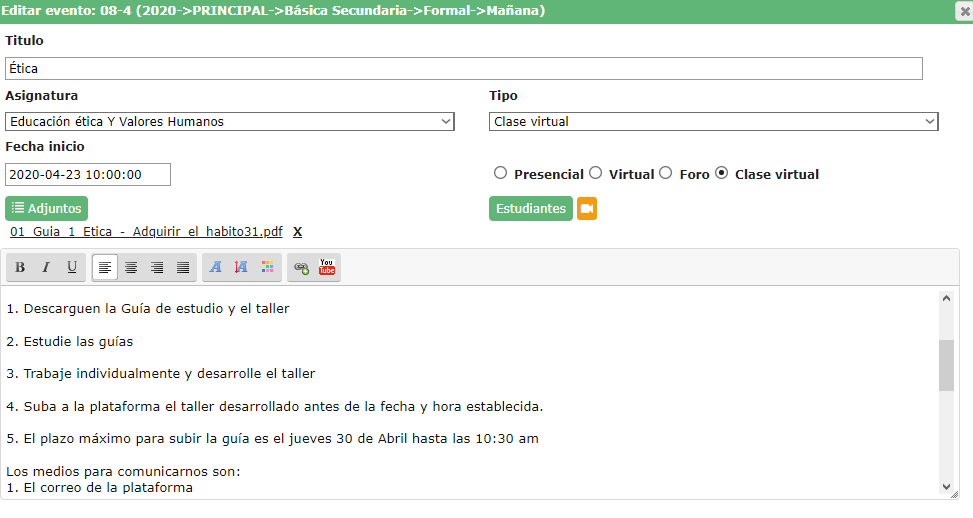 Editar evento: 08-4 (2020->PRINCIPAL->Básica Secundaria->Formal->Mañana)
Titulo
Ética
Asignatura
Tipo
Educación ética Y Valores Humanos
Clase virtual
Fecha inicio
2020-04-23 10:00:00
Presencial Virtual Foro Clase virtual
Adjuntos
Estudiantes
01_Guia_1_Etica_-_Adquirir_el_habito31.pdf X
B I U A A You Tube
1. Descarguen la Guía de estudio y el taller
2. Estudie las guías
3. Trabaje individualmente y desarrolle el taller
4. Suba a la plataforma el taller desarrollado antes de la fecha y hora establecida.
5. El plazo máximo para subir la guía es el jueves 30 de Abril hasta las 10:30 am
Los medios para comunicarnos son:
1. El correo de la plataforma